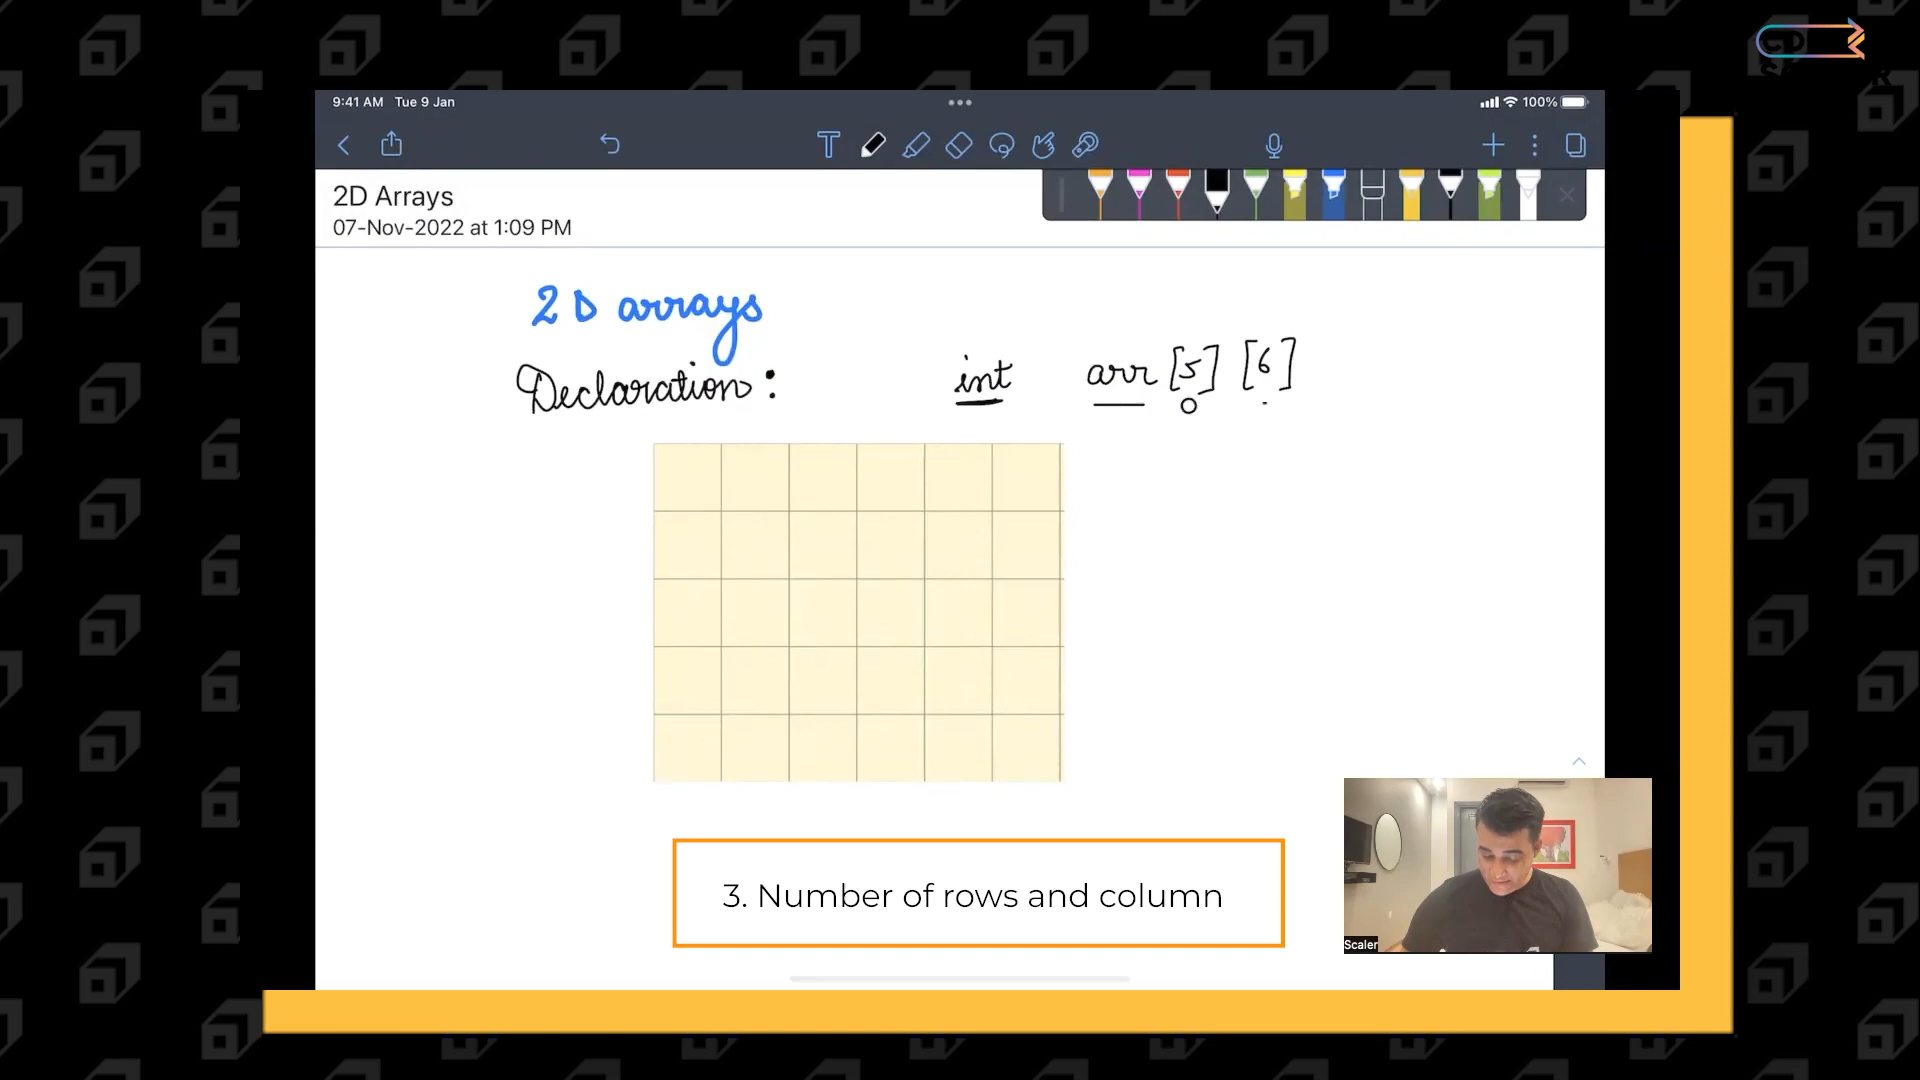 9:41 AM Tue 9 Jan
100%
2D Arrays
07-Nov-2022 at 1:09 PM
2D arrays
Declaration: int arr[5] [6]
3. Number of rows and column
Scaler